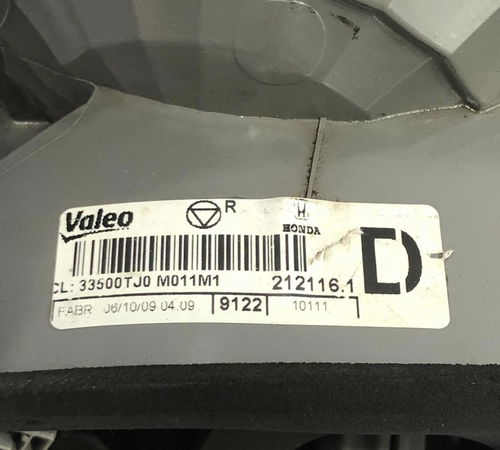 Valeo R HONDA
D
CL: 33500TJ0 M011M1 212116.1
FABR 06/10/09 04:09 9122 10111